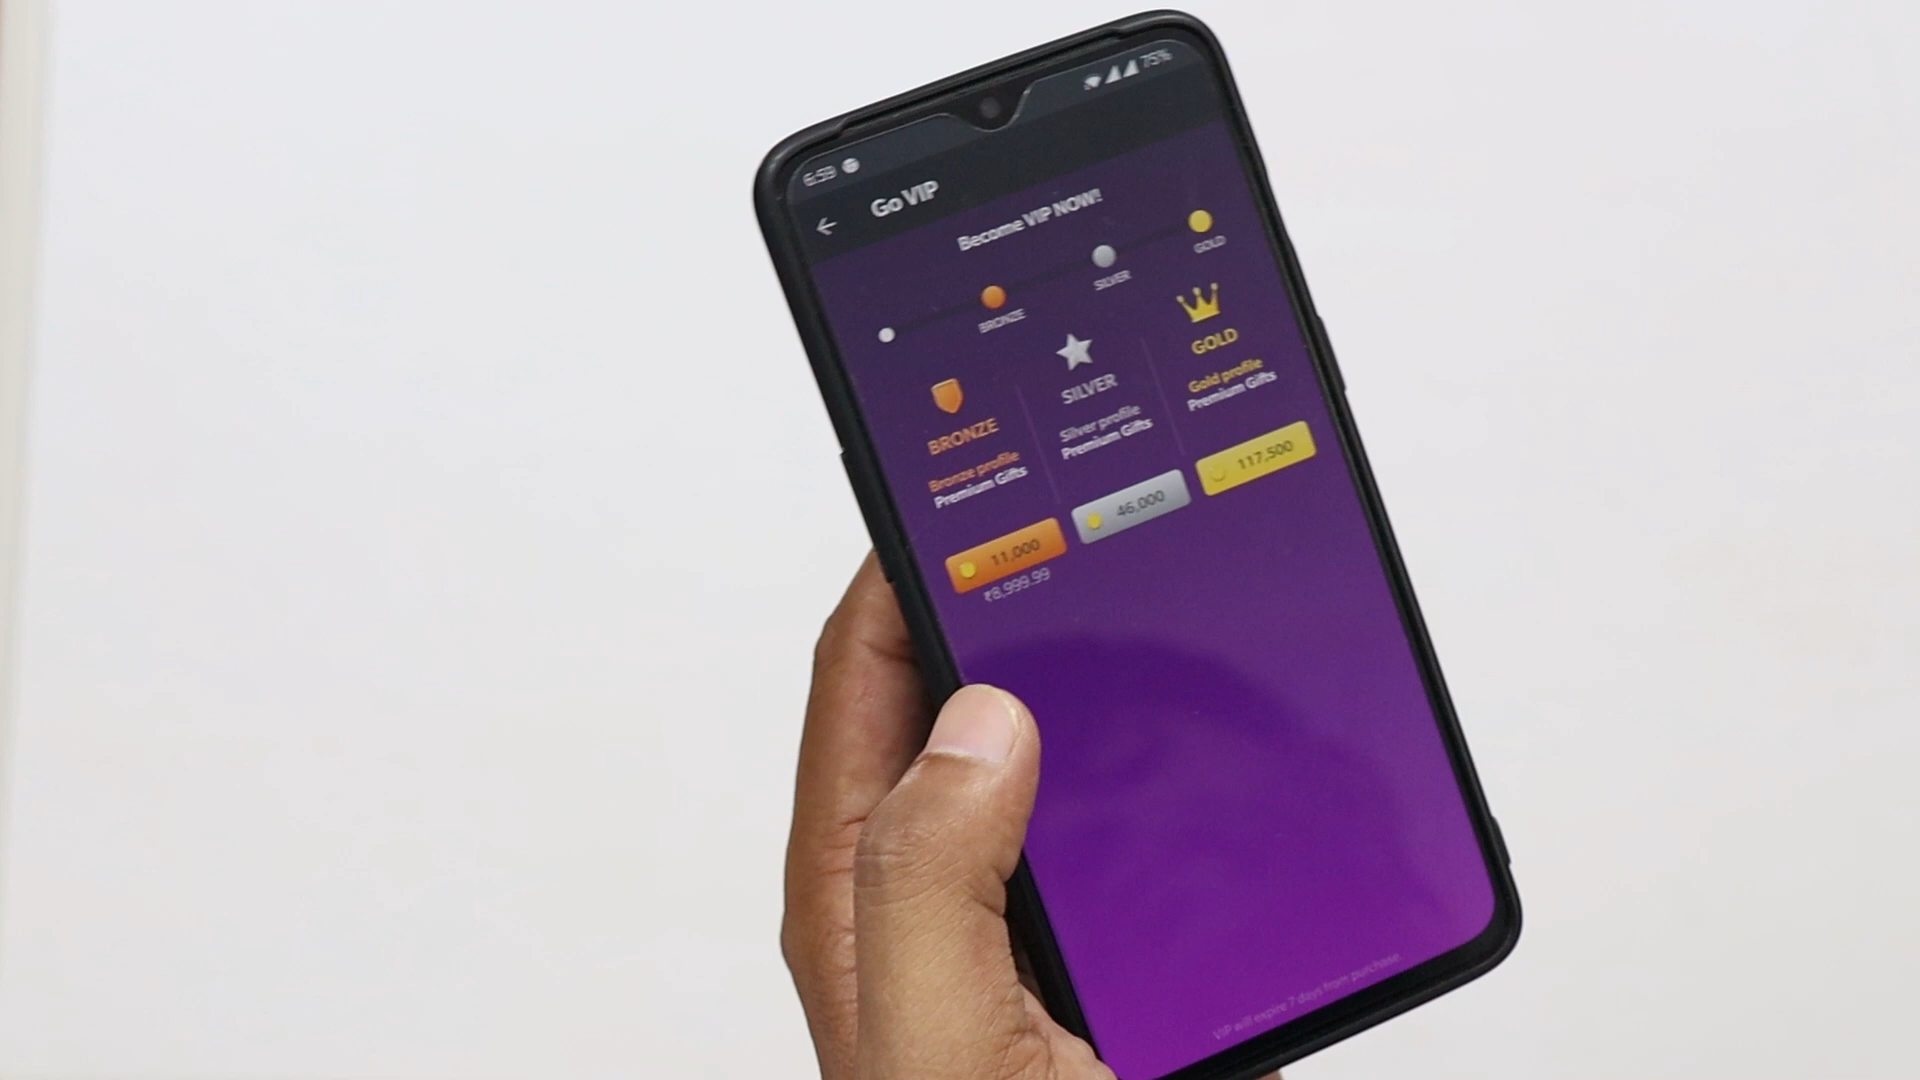 6:59
75%
Go VIP
Become VIP NOW!
BRONZE
SILVER
GOLD
BRONZE
Bronze profile
Premium Gifts
11,000
₹8,999.99
SILVER
Silver profile
Premium Gifts
46,000
GOLD
Gold profile
Premium Gifts
117,500
VIP will expire 7 days from purchase.